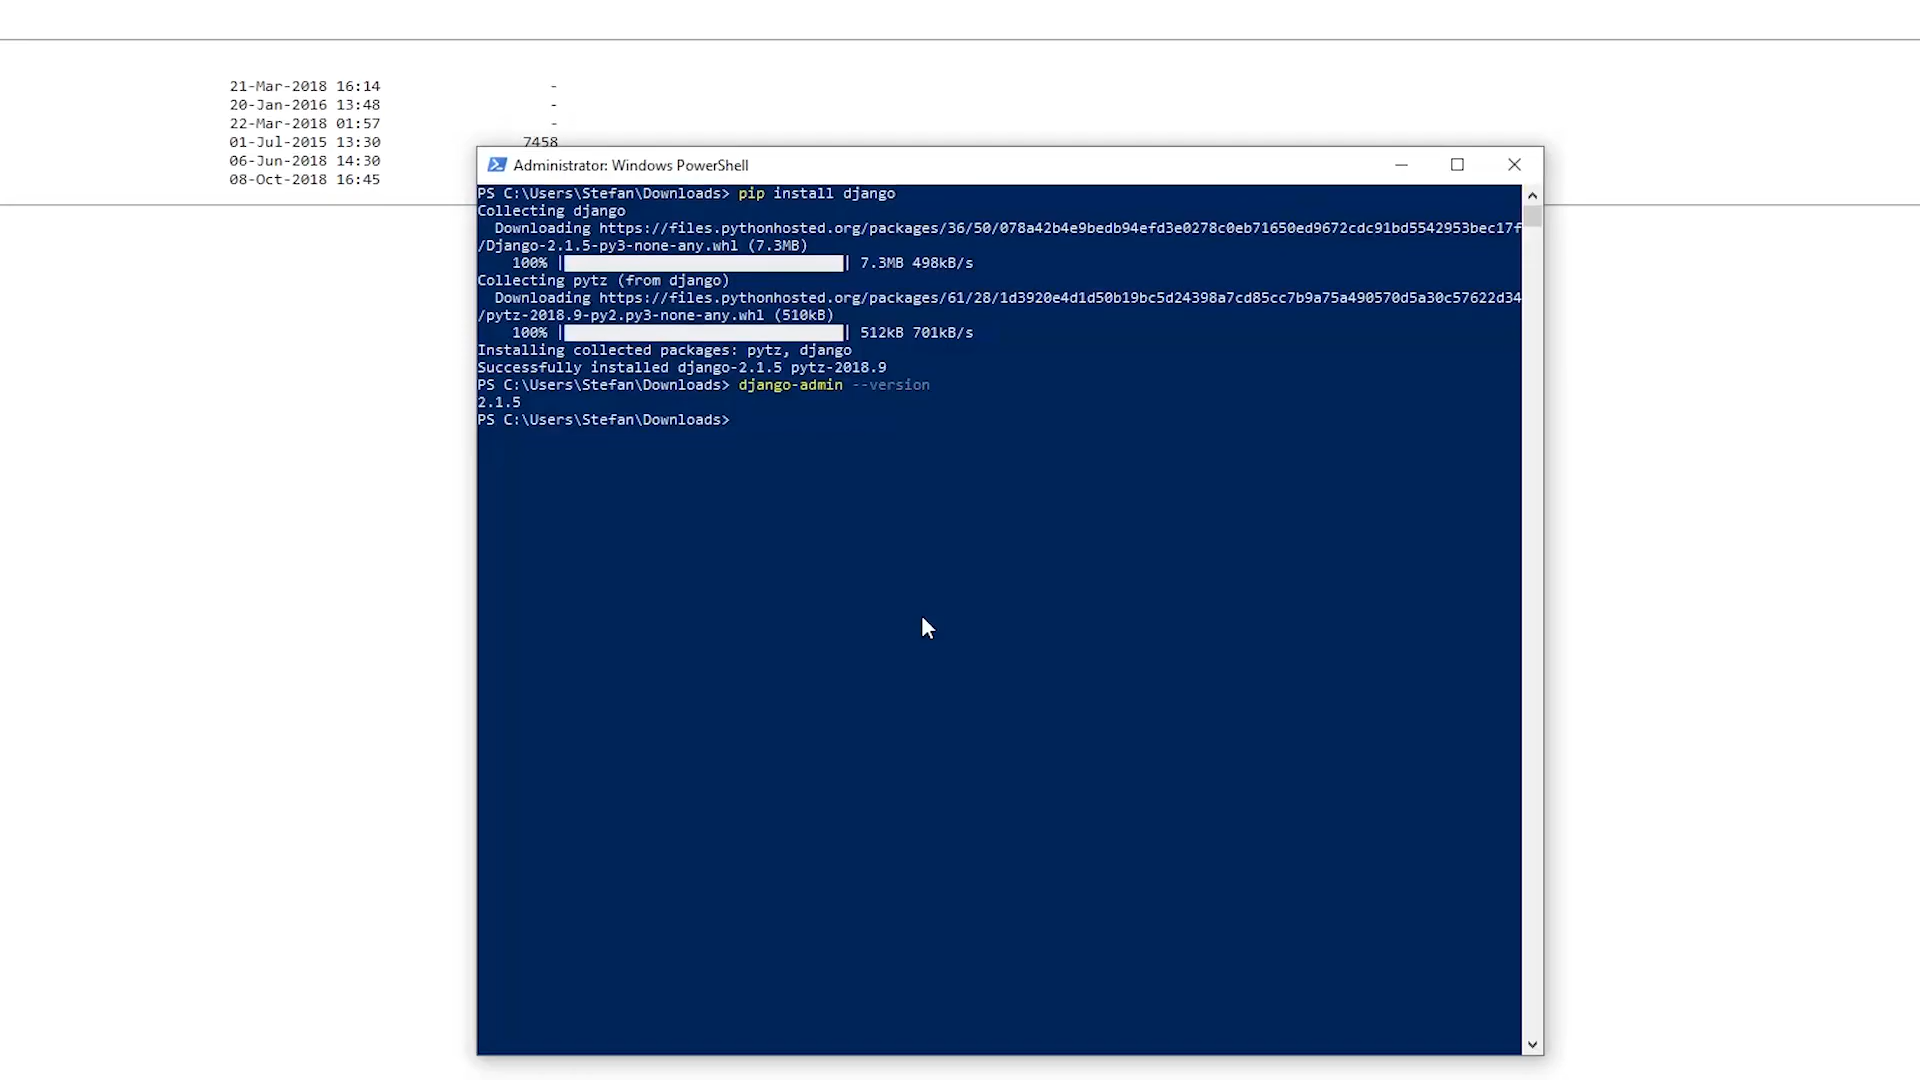 21-Mar-2018 16:14 -
20-Jan-2016 13:48 -
22-Mar-2018 01:57 -
01-Jul-2015 13:30 7458
06-Jun-2018 14:30
08-Oct-2018 16:45
Administrator: Windows PowerShell
PS C:\Users\Stefan\Downloads> pip install django
Collecting django
Downloading https://files.pythonhosted.org/packages/36/50/078a42b4e9bedb94efd3e0278c0eb71650ed9672cdc91bd5542953bec17f
/Django-2.1.5-py3-none-any.whl (7.3MB)
100% | | 7.3MB 498kB/s
Collecting pytz (from django)
Downloading https://files.pythonhosted.org/packages/61/28/1d3920e4d1d50b19bc5d24398a7cd85cc7b9a75a490570d5a30c57622d34
/pytz-2018.9-py2.py3-none-any.whl (510kB)
100% | | 512kB 701kB/s
Installing collected packages: pytz, django
Successfully installed django-2.1.5 pytz-2018.9
PS C:\Users\Stefan\Downloads> django-admin --version
2.1.5
PS C:\Users\Stefan\Downloads>